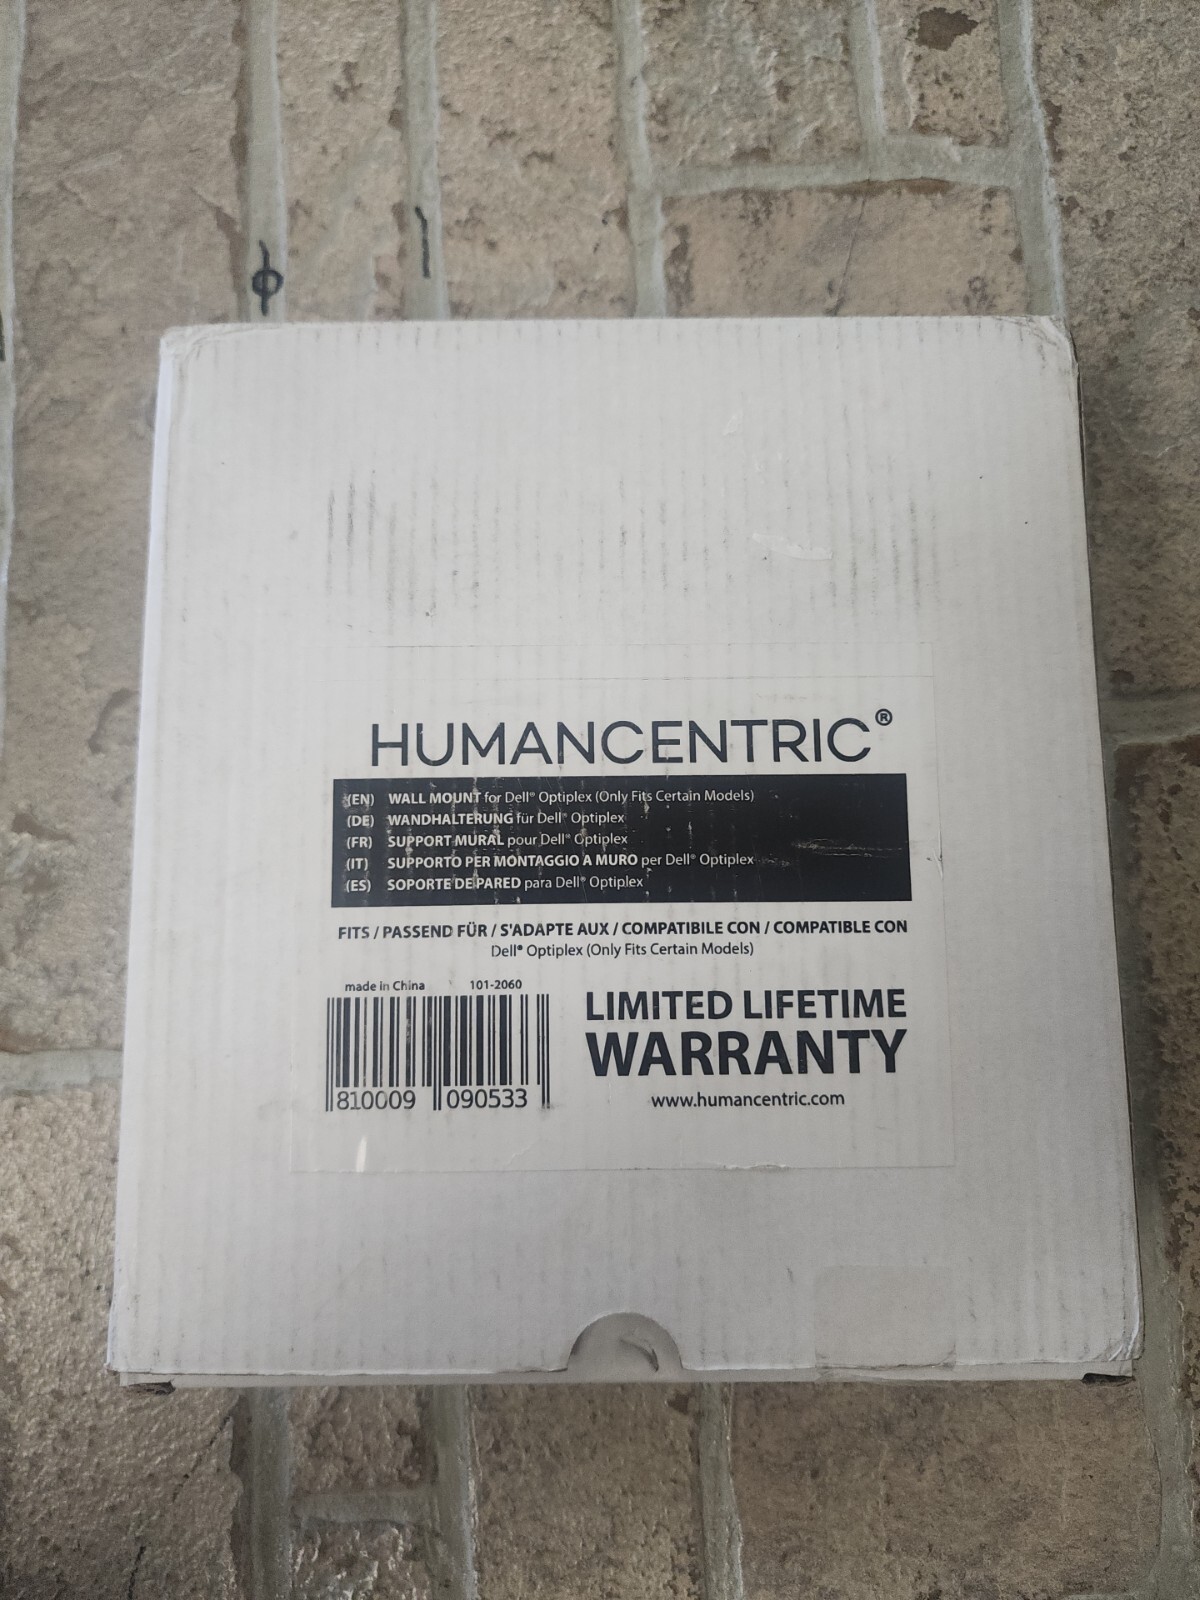 HUMANCENTRIC®
(EN) WALL MOUNT for Dell® Optiplex (Only Fits Certain Models)
(DE) WANDHALTERUNG für Dell® Optiplex
(FR) SUPPORT MURAL pour Dell® Optiplex
(IT) SUPPORTO PER MONTAGGIO A MURO per Dell® Optiplex
(ES) SOPORTE DE PARED para Dell® Optiplex
FITS / PASSEND FÜR / S'ADAPTE AUX / COMPATIBILE CON / COMPATIBLE CON
Dell® Optiplex (Only Fits Certain Models)
made in China 101-2060
810009 090533
LIMITED LIFETIME
WARRANTY
www.humancentric.com